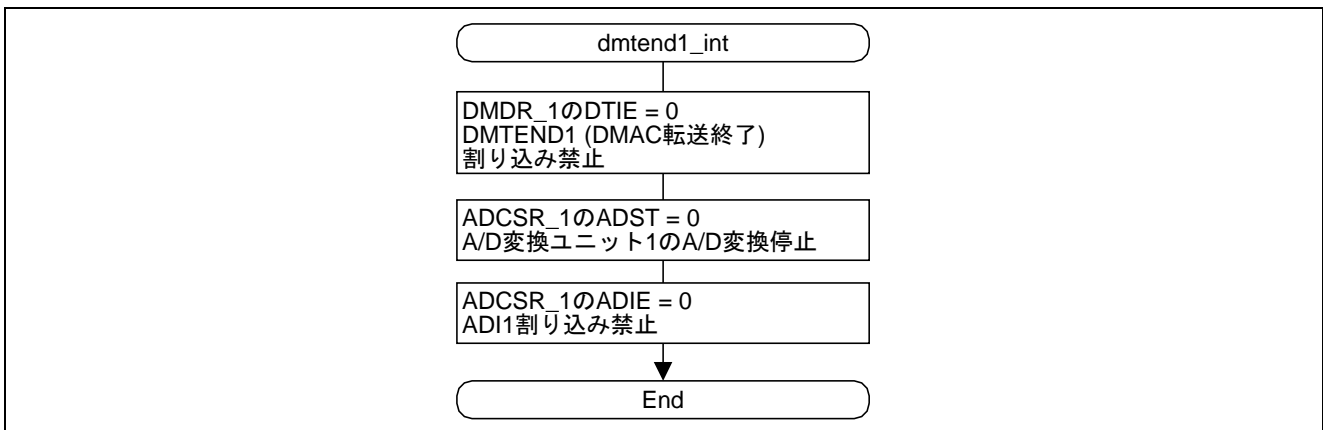 dmtend1_int
DMDR_1のDTIE = 0
DMTEND1 (DMAC転送終了)
割り込み禁止
ADCSR_1のADST = 0
A/D変換ユニット1のA/D変換停止
ADCSR_1のADIE = 0
ADI1割り込み禁止
End